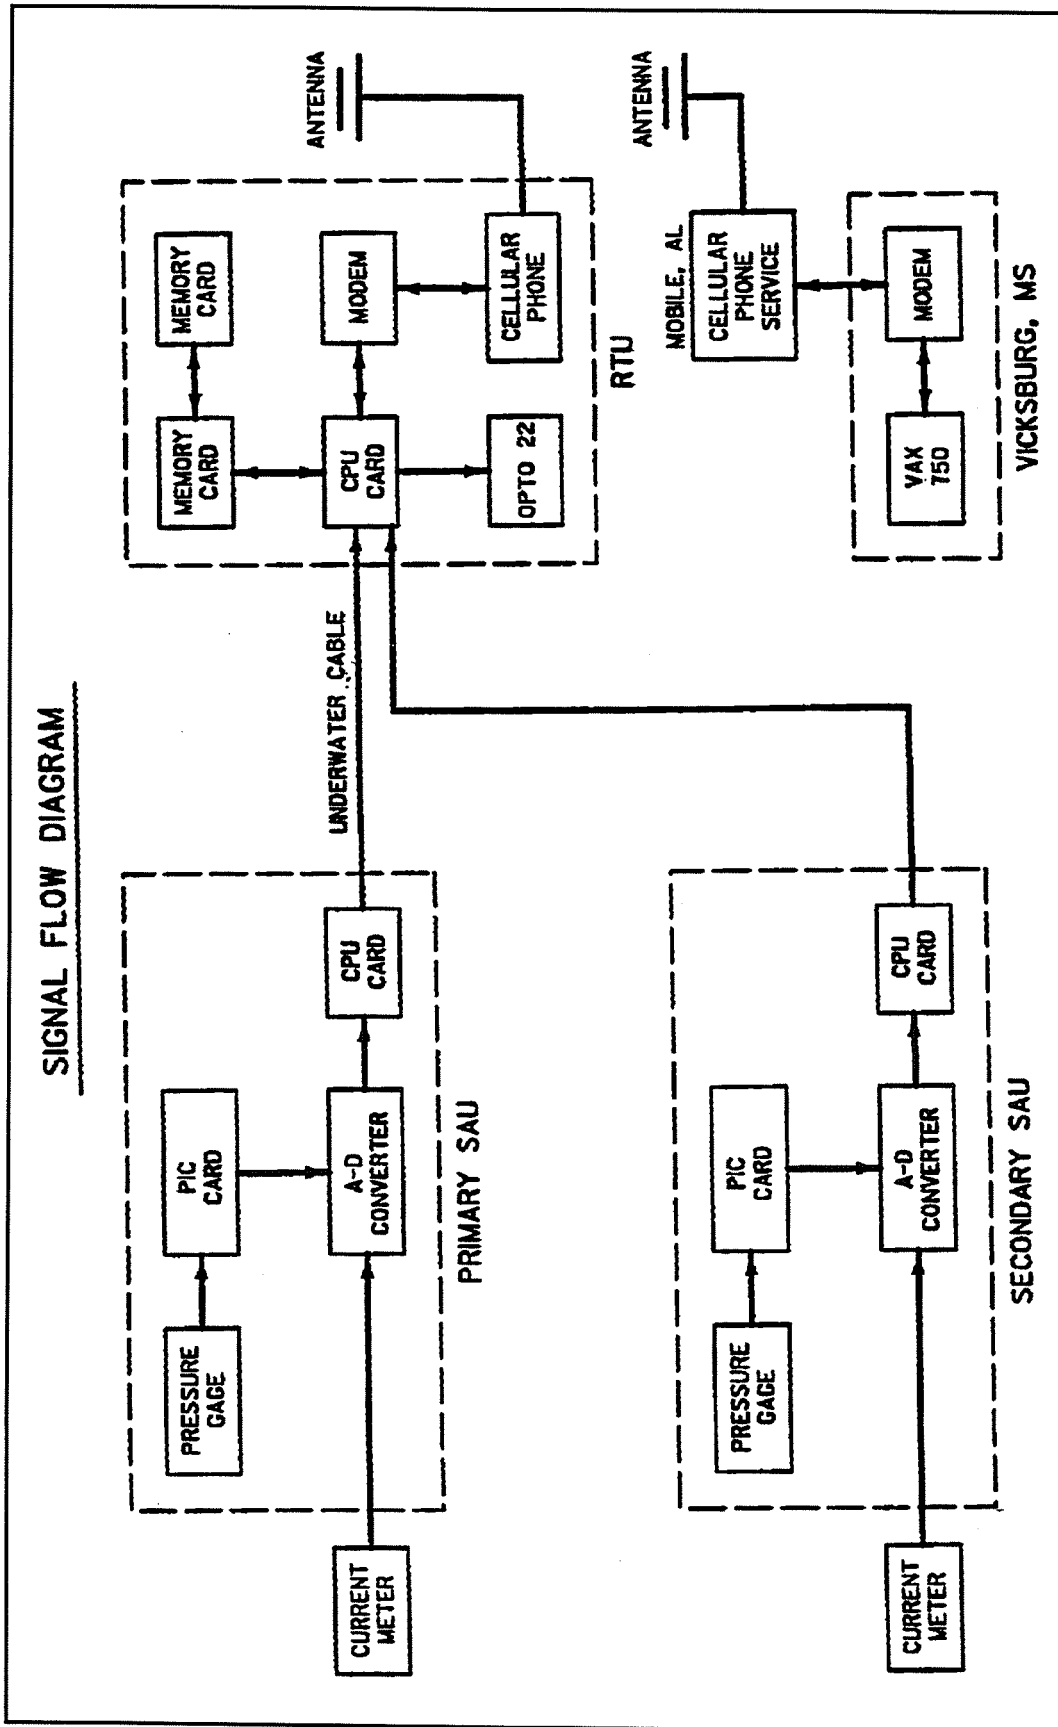 SIGNAL FLOW DIAGRAM
CURRENT
METER
PRESSURE
GAGE
PIC
CARD
A-D
CONVERTER
CPU
CARD
PRIMARY SAU
UNDERWATER CABLE
MEMORY
CARD
MEMORY
CARD
CPU
CARD
MODEM
OPTO 22
CELLULAR
PHONE
RTU
ANTENNA
CURRENT
METER
PRESSURE
GAGE
PIC
CARD
A-D
CONVERTER
CPU
CARD
SECONDARY SAU
MOBILE, AL
CELLULAR
PHONE
SERVICE
ANTENNA
VAX
750
MODEM
VICKSBURG, MS